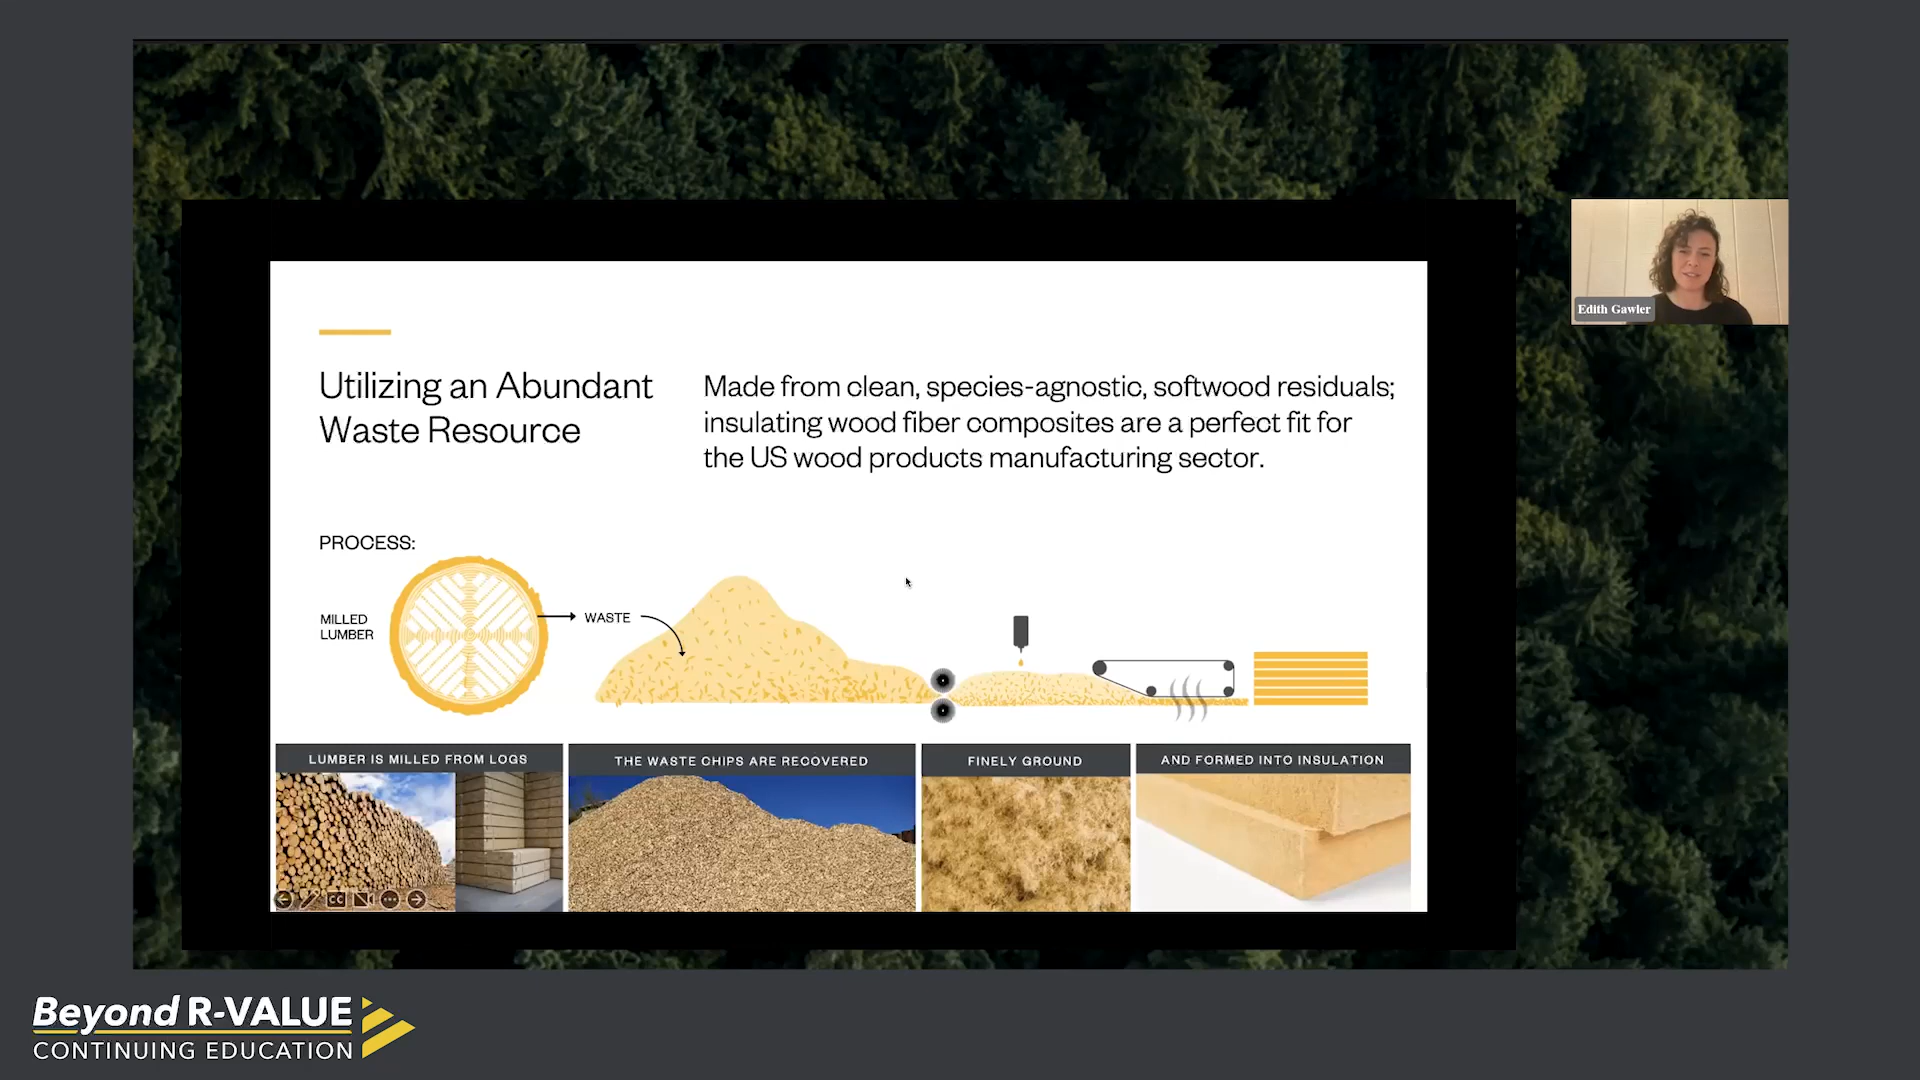 Utilizing an Abundant
Waste Resource
Made from clean, species-agnostic, softwood residuals;
insulating wood fiber composites are a perfect fit for
the US wood products manufacturing sector.
PROCESS:
MILLED
LUMBER
WASTE
LUMBER IS MILLED FROM LOGS
THE WASTE CHIPS ARE RECOVERED
FINELY GROUND
AND FORMED INTO INSULATION
CC
Edith Gawler
Beyond R-VALUE
CONTINUING EDUCATION